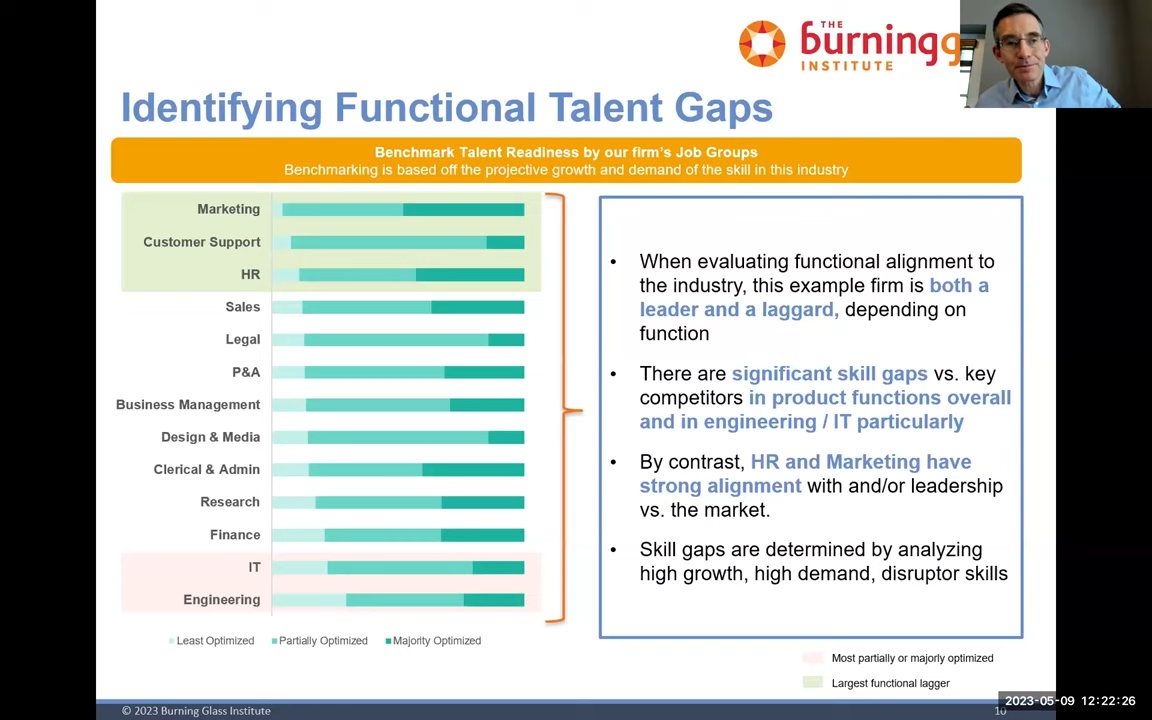 THE
burning
INSTITUTE
Identifying Functional Talent Gaps
Benchmark Talent Readiness by our firm's Job Groups
Benchmarking is based off the projective growth and demand of the skill in this industry
Marketing
Customer Support
HR
Sales
Legal
P&A
Business Management
Design & Media
Clerical & Admin
Research
Finance
IT
Engineering
Least Optimized Partially Optimized Majority Optimized
• When evaluating functional alignment to
the industry, this example firm is both a
leader and a laggard, depending on
function
• There are significant skill gaps vs. key
competitors in product functions overall
and in engineering / IT particularly
• By contrast, HR and Marketing have
strong alignment with and/or leadership
vs. the market.
• Skill gaps are determined by analyzing
high growth, high demand, disruptor skills
Most partially or majorly optimized
Largest functional lagger
2023-05-09 12:22:26
© 2023 Burning Glass Institute
10